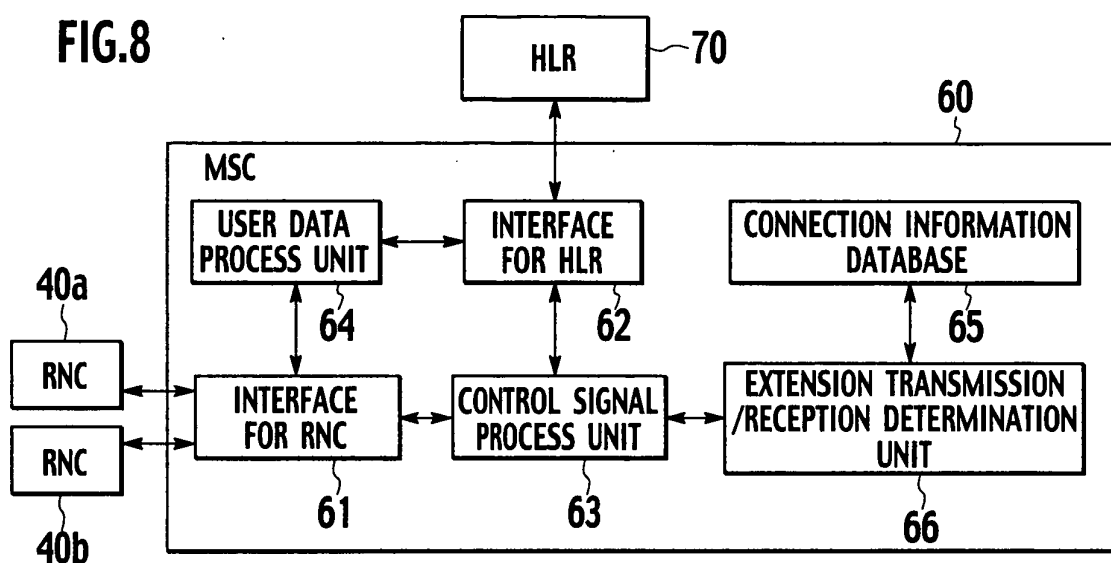 FIG.8
HLR
70
60
MSC
USER DATA
PROCESS UNIT
64
INTERFACE
FOR HLR
62
CONNECTION INFORMATION
DATABASE
65
40a
RNC
RNC
40b
INTERFACE
FOR RNC
61
CONTROL SIGNAL
PROCESS UNIT
63
EXTENSION TRANSMISSION
/RECEPTION DETERMINATION
UNIT
66